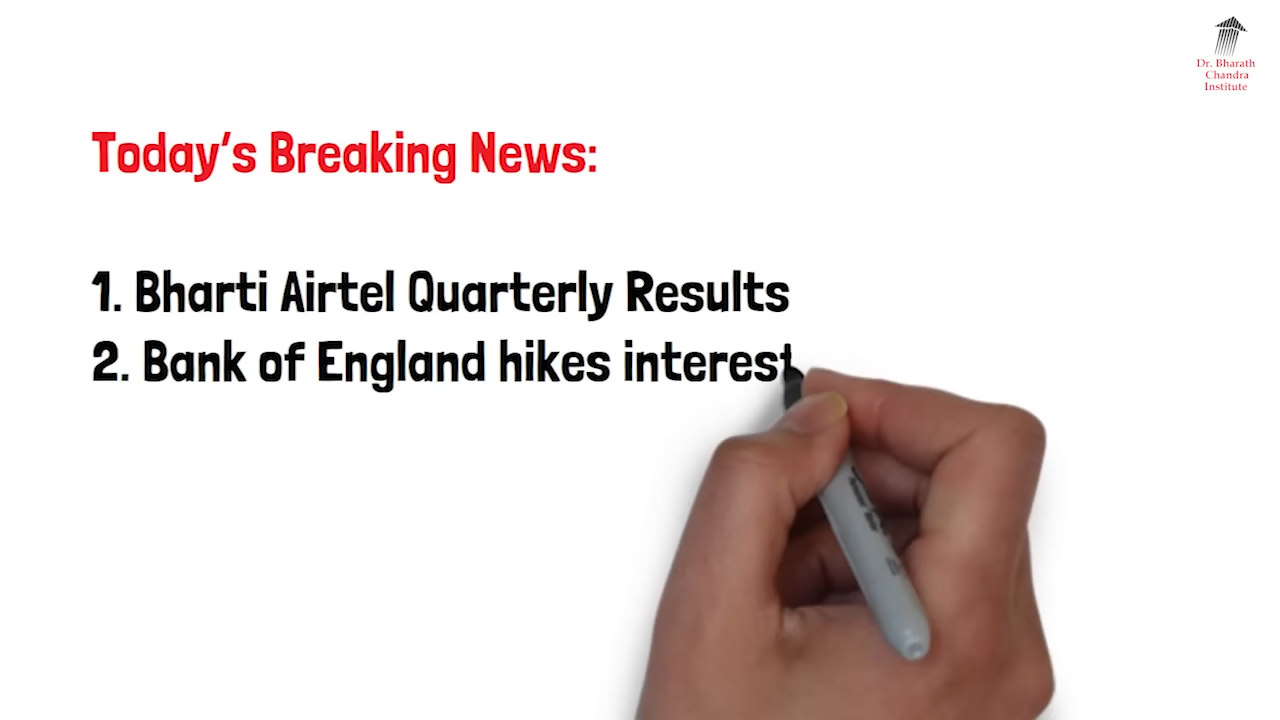 Dr. Bharath
Chandra
Institute
Today's Breaking News:
1. Bharti Airtel Quarterly Results
2. Bank of England hikes interest